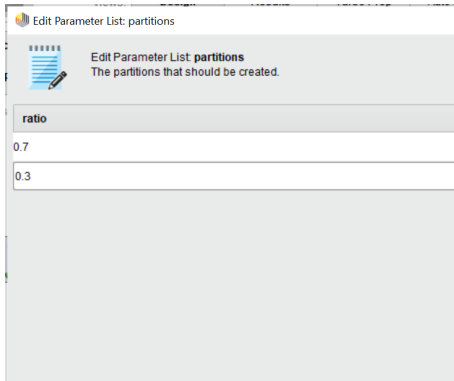 Edit Parameter List: partitions
Edit Parameter List: partitions
The partitions that should be created.
ratio
0.7
0.3